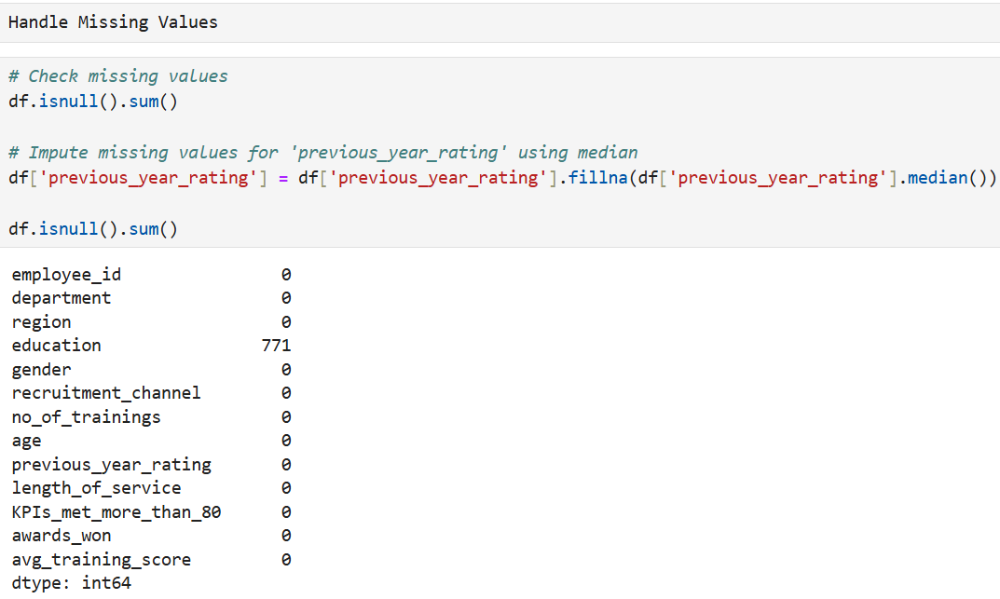 Handle Missing Values
# Check missing values
df.isnull().sum()
# Impute missing values for 'previous_year_rating' using median
df['previous_year_rating'] = df['previous_year_rating'].fillna(df['previous_year_rating'].median())
df.isnull().sum()
employee_id 0
department 0
region 0
education 771
gender 0
recruitment_channel 0
no_of_trainings 0
age 0
previous_year_rating 0
length_of_service 0
KPIs_met_more_than_80 0
awards_won 0
avg_training_score 0
dtype: int64